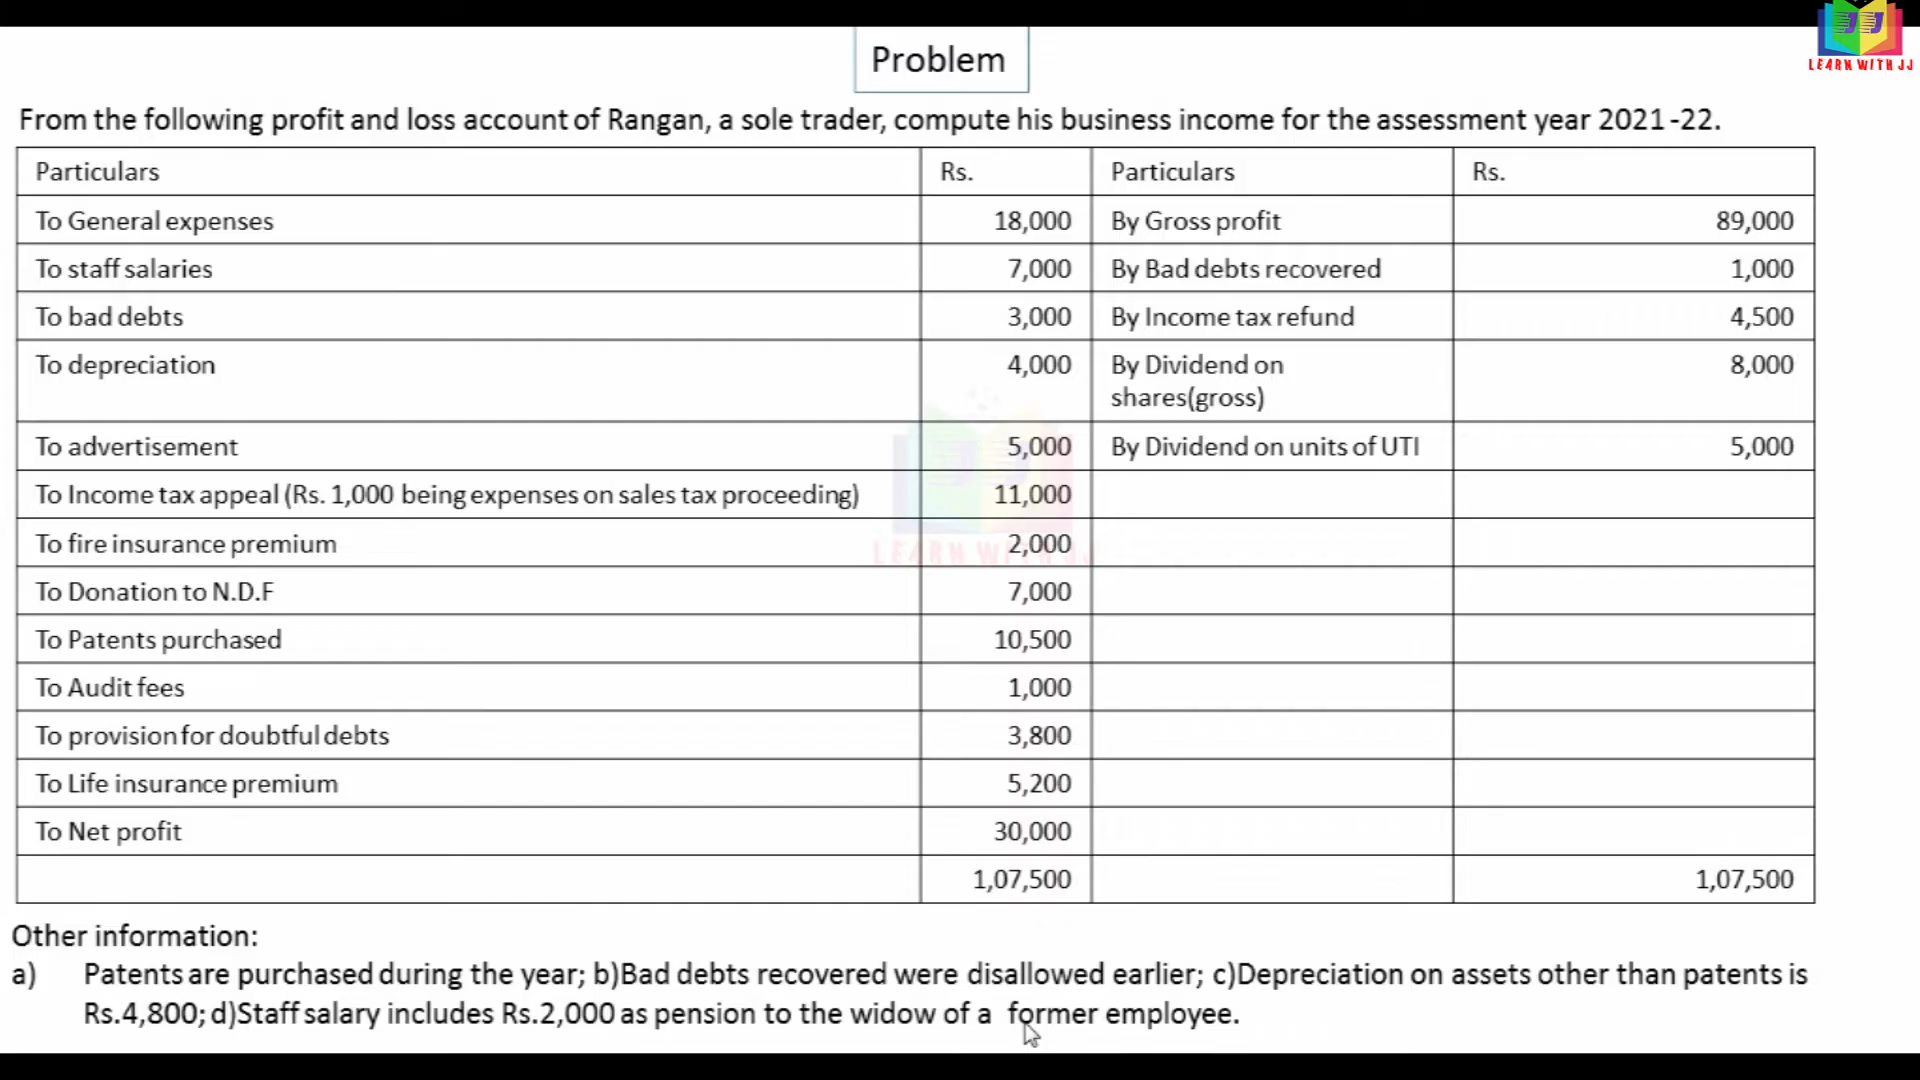 LEARN WITH JJ
Problem
From the following profit and loss account of Rangan, a sole trader, compute his business income for the assessment year 2021-22.
Particulars Rs. Particulars Rs.
To General expenses 18,000 By Gross profit 89,000
To staff salaries 7,000 By Bad debts recovered 1,000
To bad debts 3,000 By Income tax refund 4,500
To depreciation 4,000 By Dividend on 8,000
shares(gross)
To advertisement 5,000 By Dividend on units of UTI 5,000
To Income tax appeal (Rs. 1,000 being expenses on sales tax proceeding) 11,000
To fire insurance premium 2,000
LEARN WITH JJ
To Donation to N.D.F 7,000
To Patents purchased 10,500
To Audit fees 1,000
To provision for doubtful debts 3,800
To Life insurance premium 5,200
To Net profit 30,000
1,07,500 1,07,500
Other information:
a) Patents are purchased during the year; b)Bad debts recovered were disallowed earlier; c)Depreciation on assets other than patents is
Rs.4,800; d)Staff salary includes Rs.2,000 as pension to the widow of a former employee.